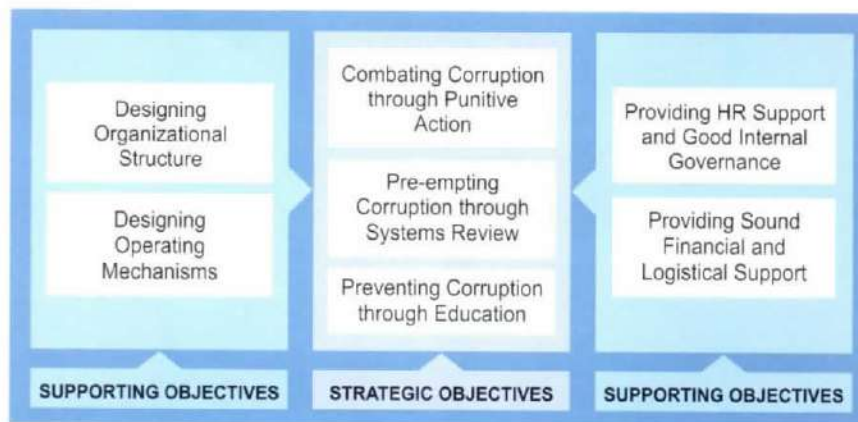 Designing
Organizational
Structure
Designing
Operating
Mechanisms
SUPPORTING OBJECTIVES
Combating Corruption
through Punitive
Action
Pre-empting
Corruption through
Systems Review
Preventing Corruption
through Education
STRATEGIC OBJECTIVES
Providing HR Support
and Good Internal
Governance
Providing Sound
Financial and
Logistical Support
SUPPORTING OBJECTIVES